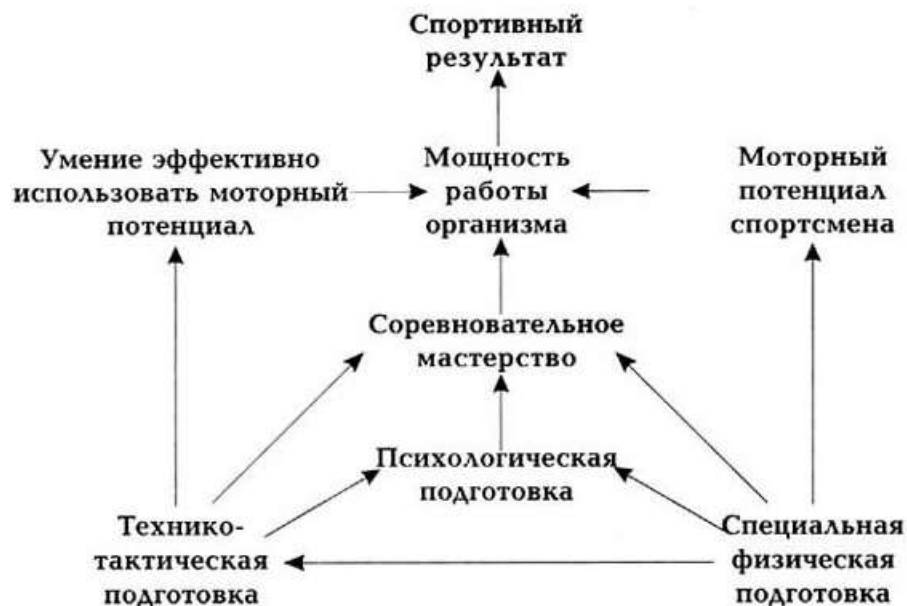 Спортивный
результат
Умение эффективно
использовать моторный
потенциал
Мощность
работы
организма
Моторный
потенциал
спортсмена
Соревновательное
мастерство
Психологическая
подготовка
Технико-
тактическая
подготовка
Специальная
физическая
подготовка